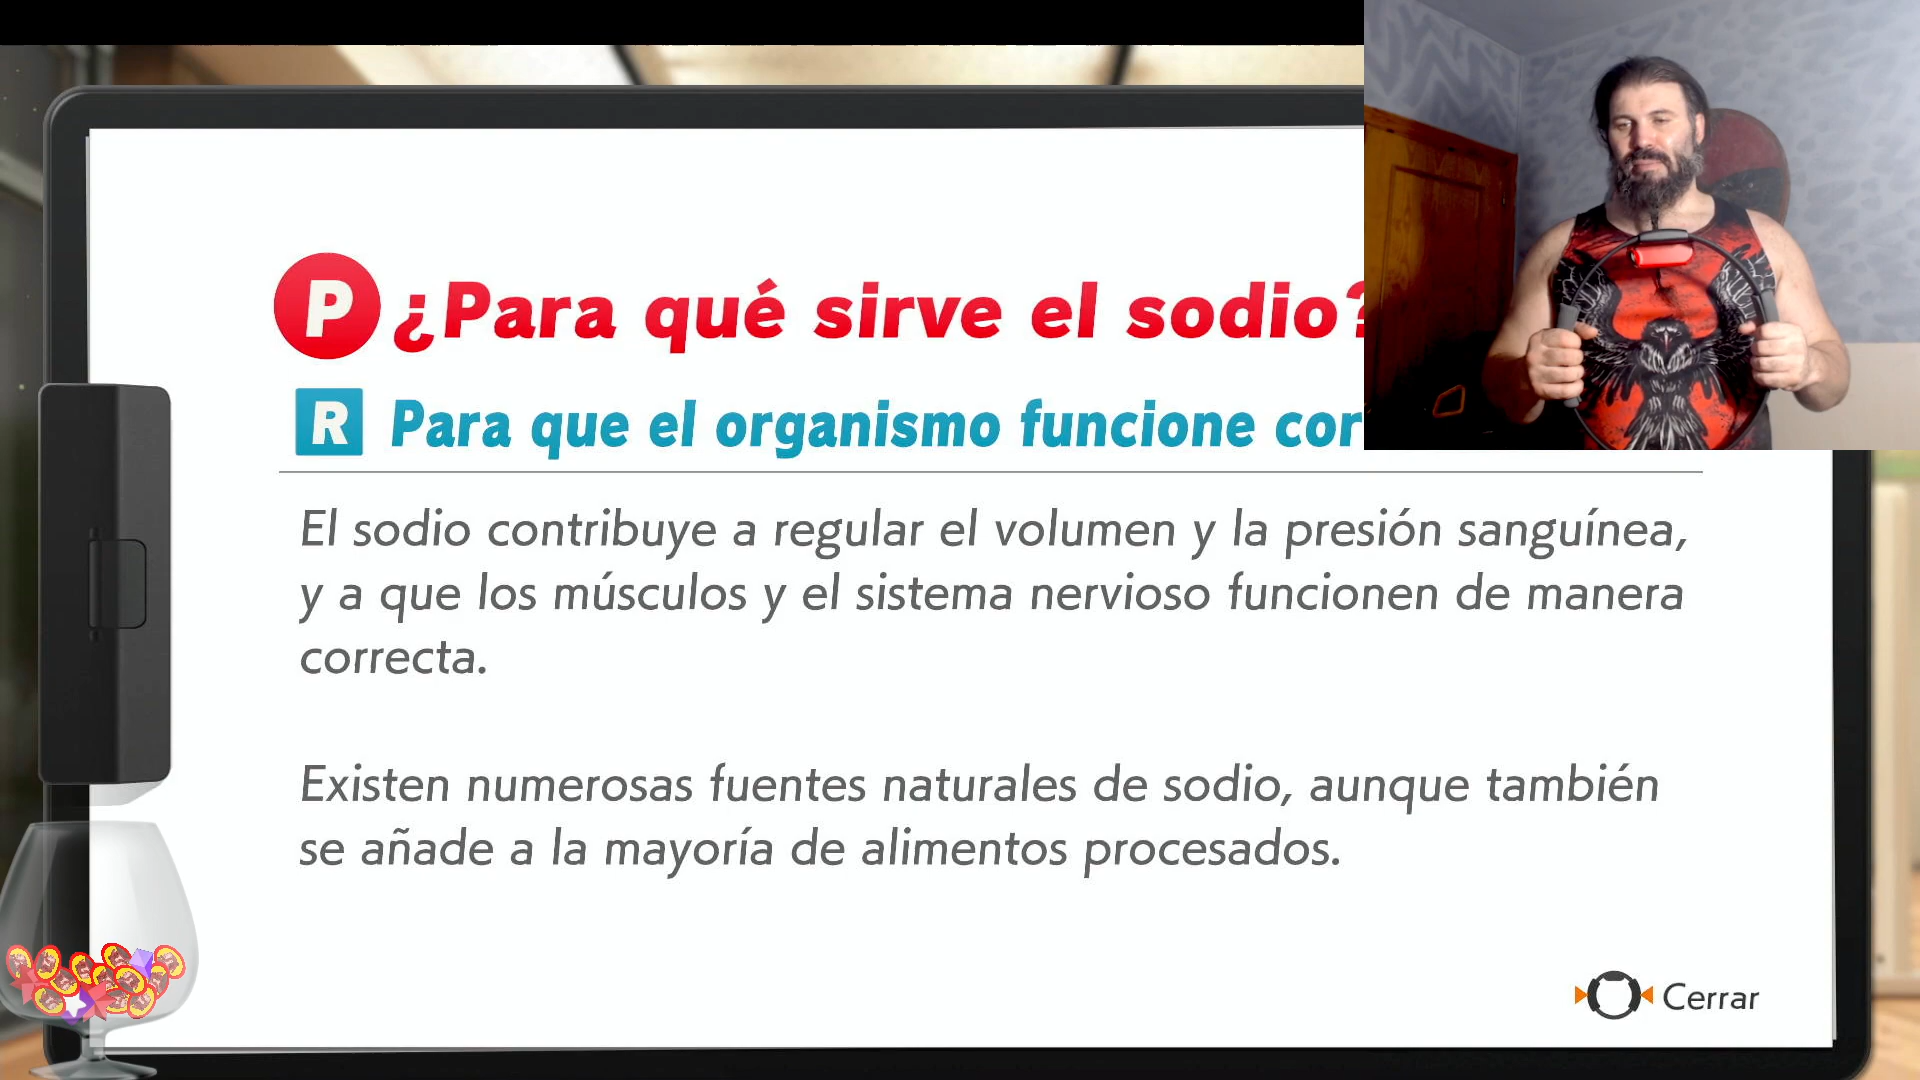 P ¿Para qué sirve el sodio?
R Para que el organismo funcione
El sodio contribuye a regular el volumen y la presión sanguínea,
y a que los músculos y el sistema nervioso funcionen de manera
correcta.
Existen numerosas fuentes naturales de sodio, aunque también
se añade a la mayoría de alimentos procesados.
Cerrar